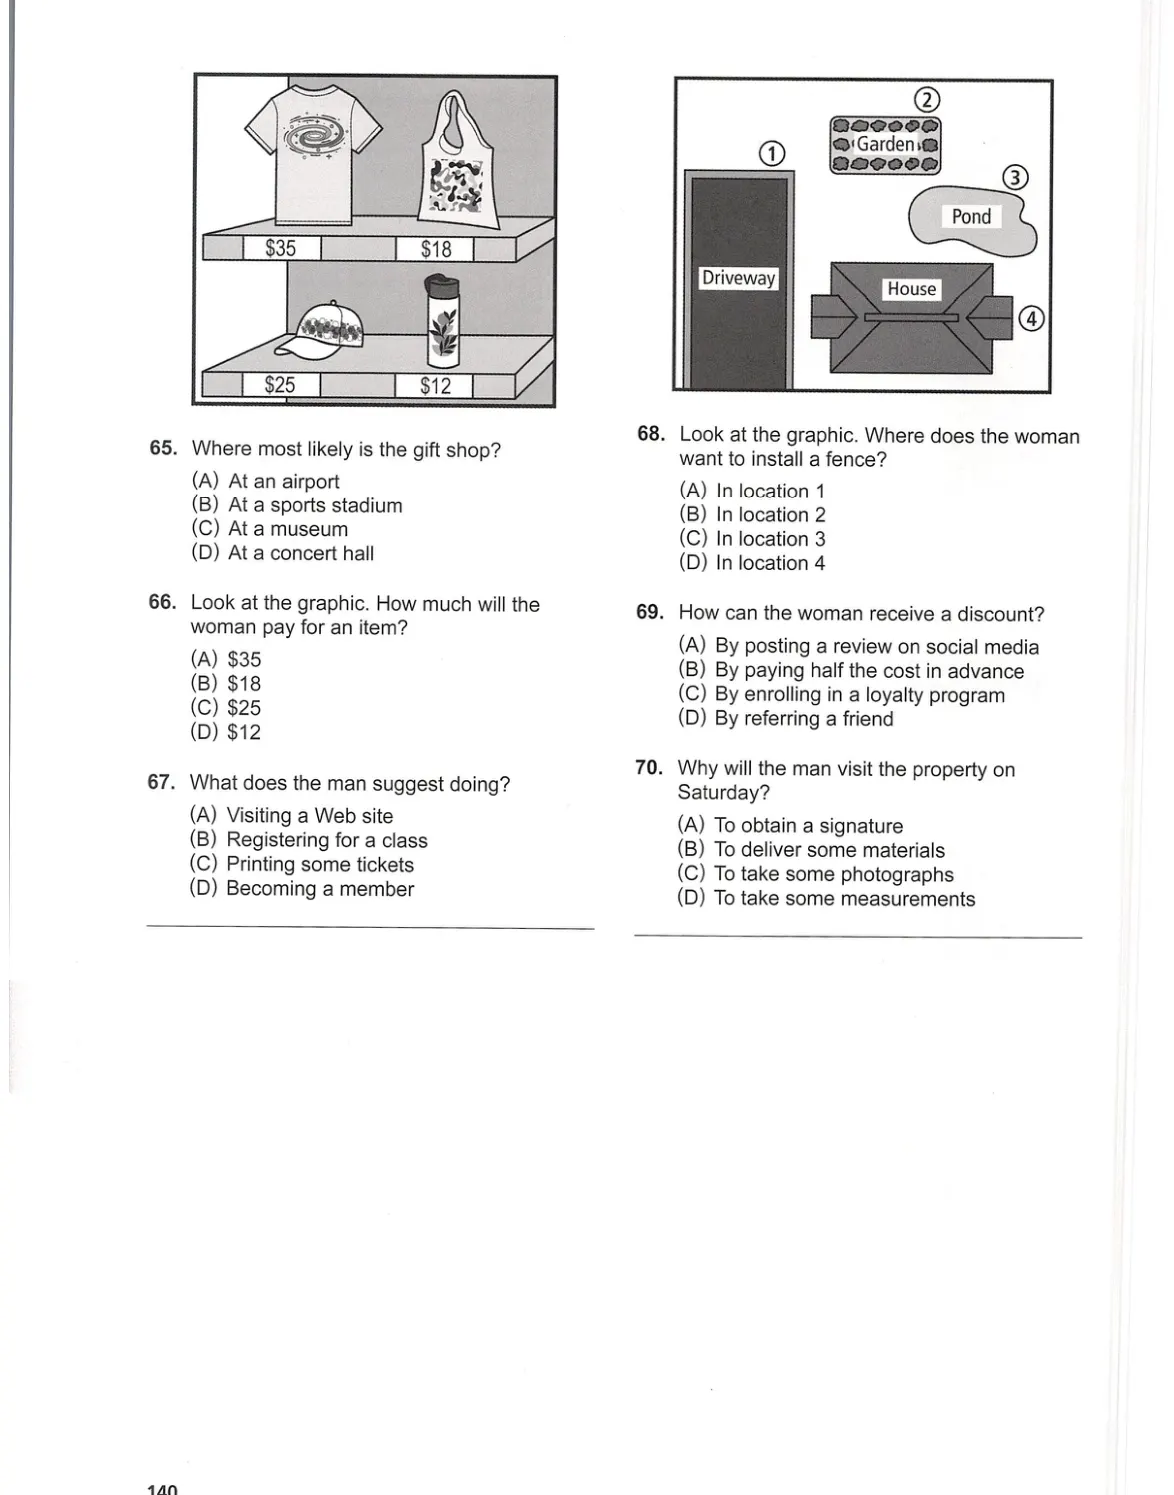 $35
$18
$25
$12
65. Where most likely is the gift shop?
(A) At an airport
(B) At a sports stadium
(C) At a museum
(D) At a concert hall
66. Look at the graphic. How much will the
woman pay for an item?
(A) $35
(B) $18
(C) $25
(D) $12
67. What does the man suggest doing?
(A) Visiting a Web site
(B) Registering for a class
(C) Printing some tickets
(D) Becoming a member
②
Garden
①
③
Pond
Driveway
House
④
68. Look at the graphic. Where does the woman
want to install a fence?
(A) In location 1
(B) In location 2
(C) In location 3
(D) In location 4
69. How can the woman receive a discount?
(A) By posting a review on social media
(B) By paying half the cost in advance
(C) By enrolling in a loyalty program
(D) By referring a friend
70. Why will the man visit the property on
Saturday?
(A) To obtain a signature
(B) To deliver some materials
(C) To take some photographs
(D) To take some measurements
140